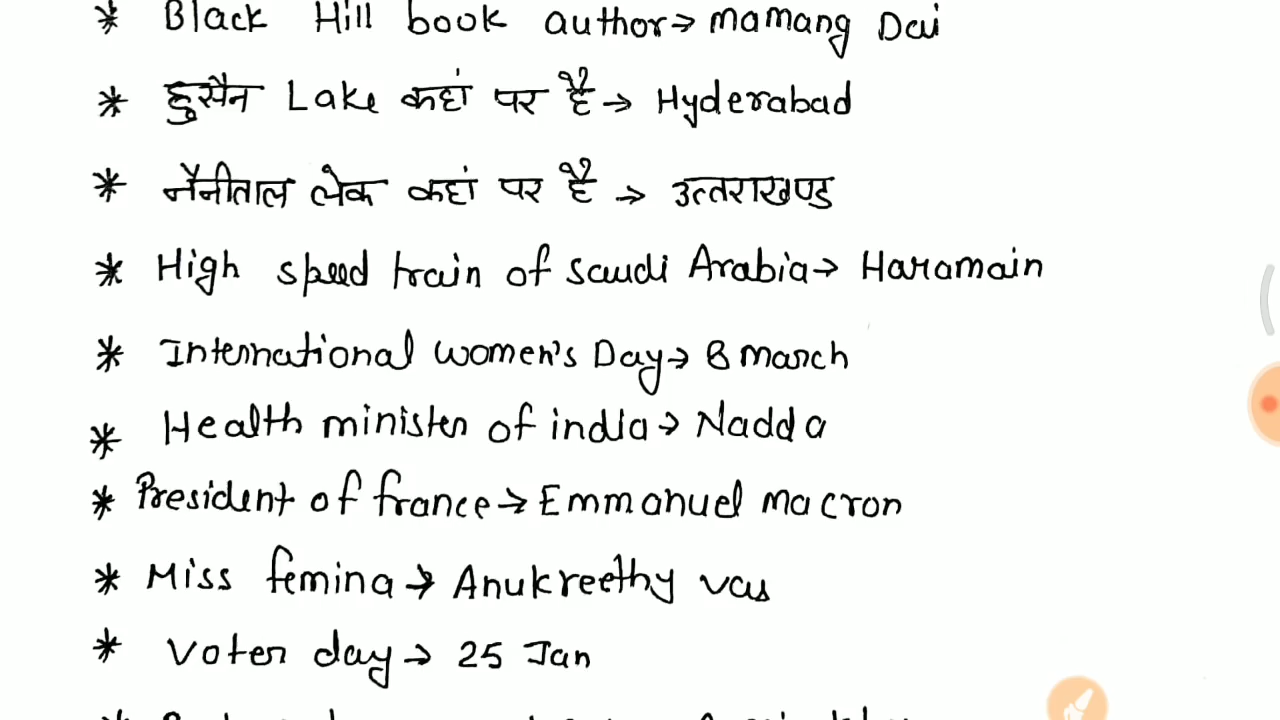 * Black Hill book author→ mamang Dai
* हुसैन Lake कहां पर है → Hyderabad
* नैनीताल लेक कहां पर है → उत्तराखण्ड
* High speed train of saudi Arabia→ Haramain
* International women's Day→ 8 march
* Health minister of india→ Nadda
* President of france→ Emmanuel macron
* Miss femina → Anukreethy vas
* Voter day → 25 Jan